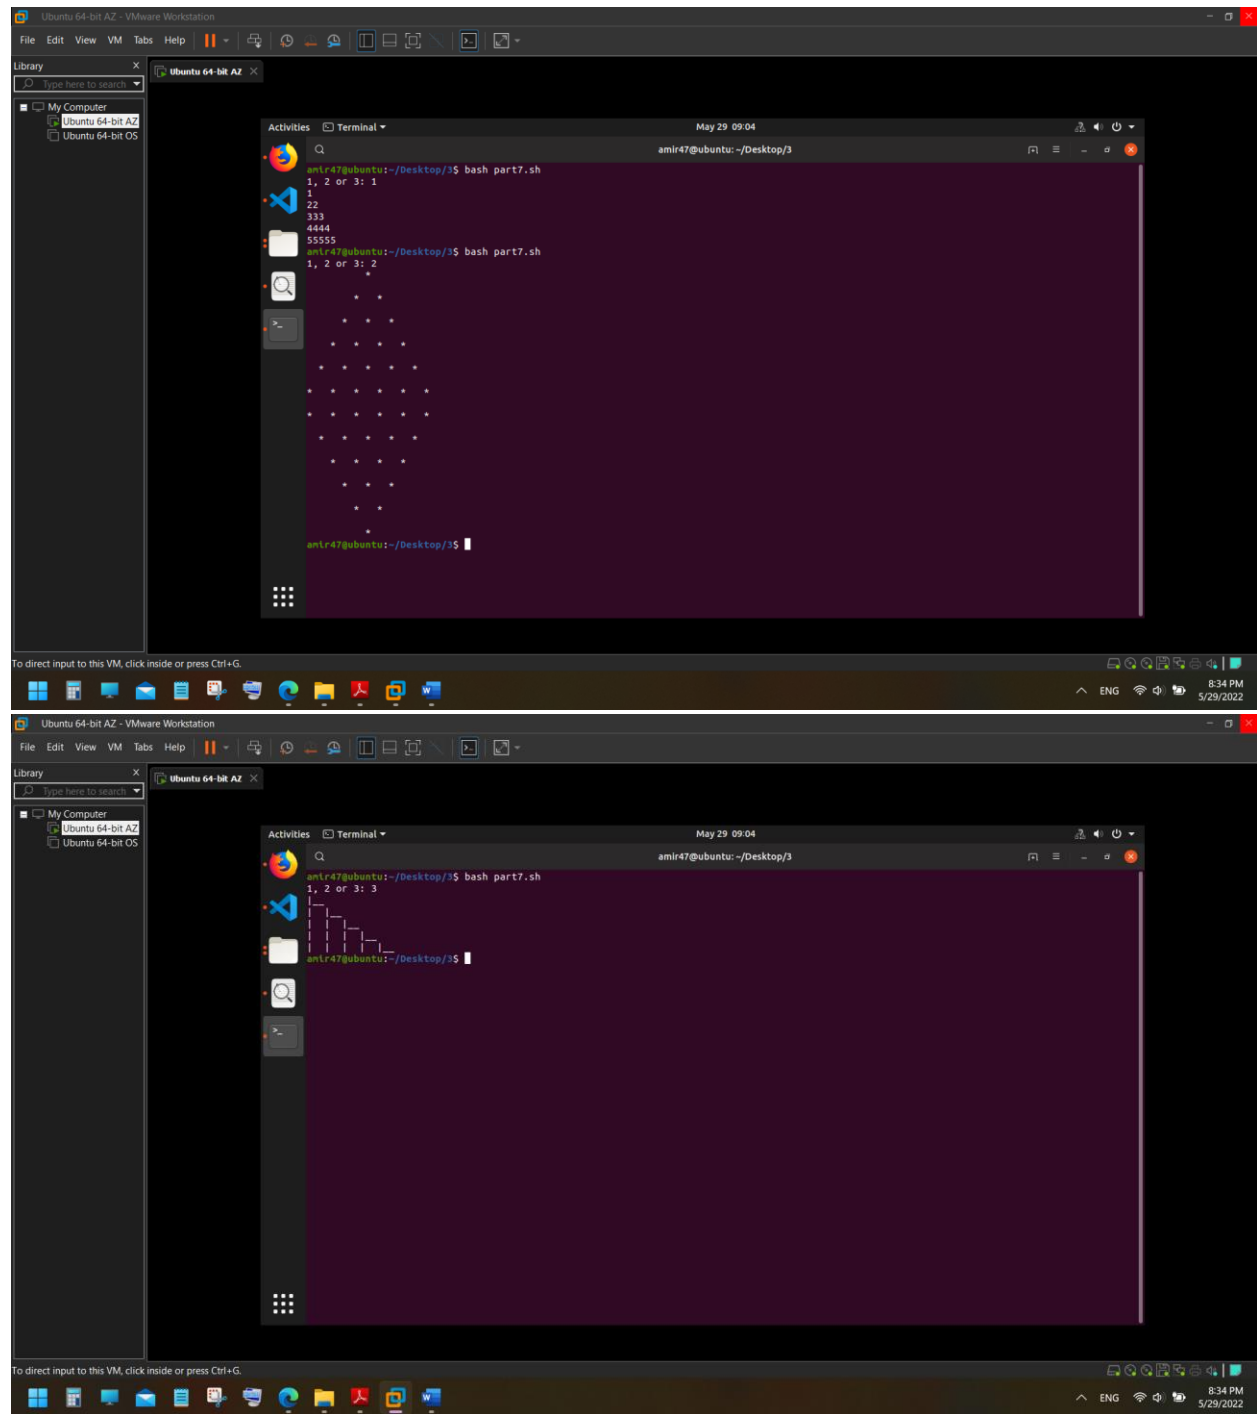 Ubuntu 64-bit AZ - VMware Workstation
File Edit View VM Tabs Help
Library X
Type here to search
Ubuntu 64-bit AZ
My Computer
Ubuntu 64-bit AZ
Ubuntu 64-bit OS
Activities Terminal May 29 09:04
amir47@ubuntu: ~/Desktop/3
amir47@ubuntu:~/Desktop/3$ bash part7.sh
1, 2 or 3: 1
1
22
333
4444
55555
amir47@ubuntu:~/Desktop/3$ bash part7.sh
1, 2 or 3: 2
*
* *
* * *
* * * *
* * * * *
* * * * * *
* * * * * *
* * * * *
* * * *
* * *
* *
*
amir47@ubuntu:~/Desktop/3$
To direct input to this VM, click inside or press Ctrl+G.
ENG 8:34 PM
5/29/2022
Ubuntu 64-bit AZ - VMware Workstation
File Edit View VM Tabs Help
Library X
Type here to search
Ubuntu 64-bit AZ
My Computer
Ubuntu 64-bit AZ
Ubuntu 64-bit OS
Activities Terminal May 29 09:04
amir47@ubuntu: ~/Desktop/3
amir47@ubuntu:~/Desktop/3$ bash part7.sh
1, 2 or 3: 3
|__
| |__
| | |__
| | | |__
| | | | |__
amir47@ubuntu:~/Desktop/3$
To direct input to this VM, click inside or press Ctrl+G.
ENG 8:34 PM
5/29/2022